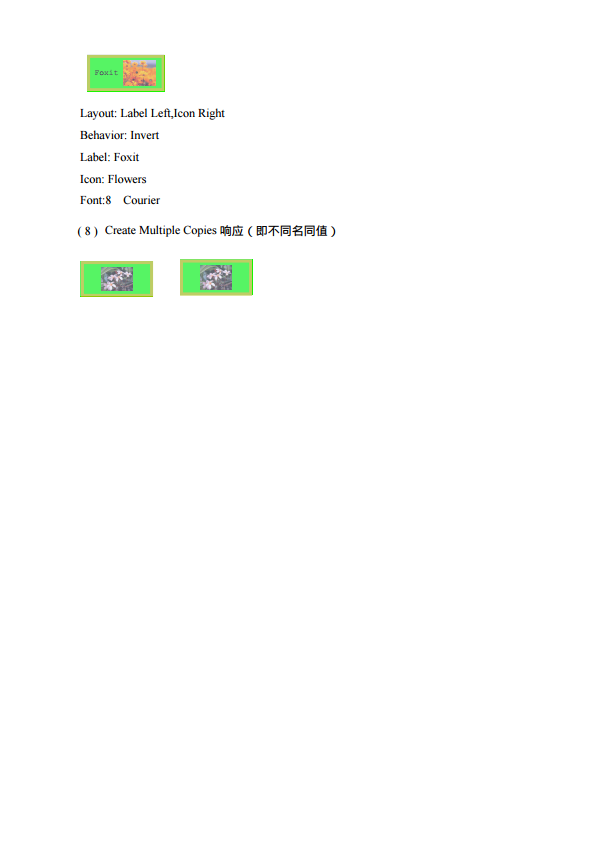 Foxit
Layout: Label Left,Icon Right
Behavior: Invert
Label: Foxit
Icon: Flowers
Font:8 Courier
( 8 ) Create Multiple Copies 响应（即不同名同值）